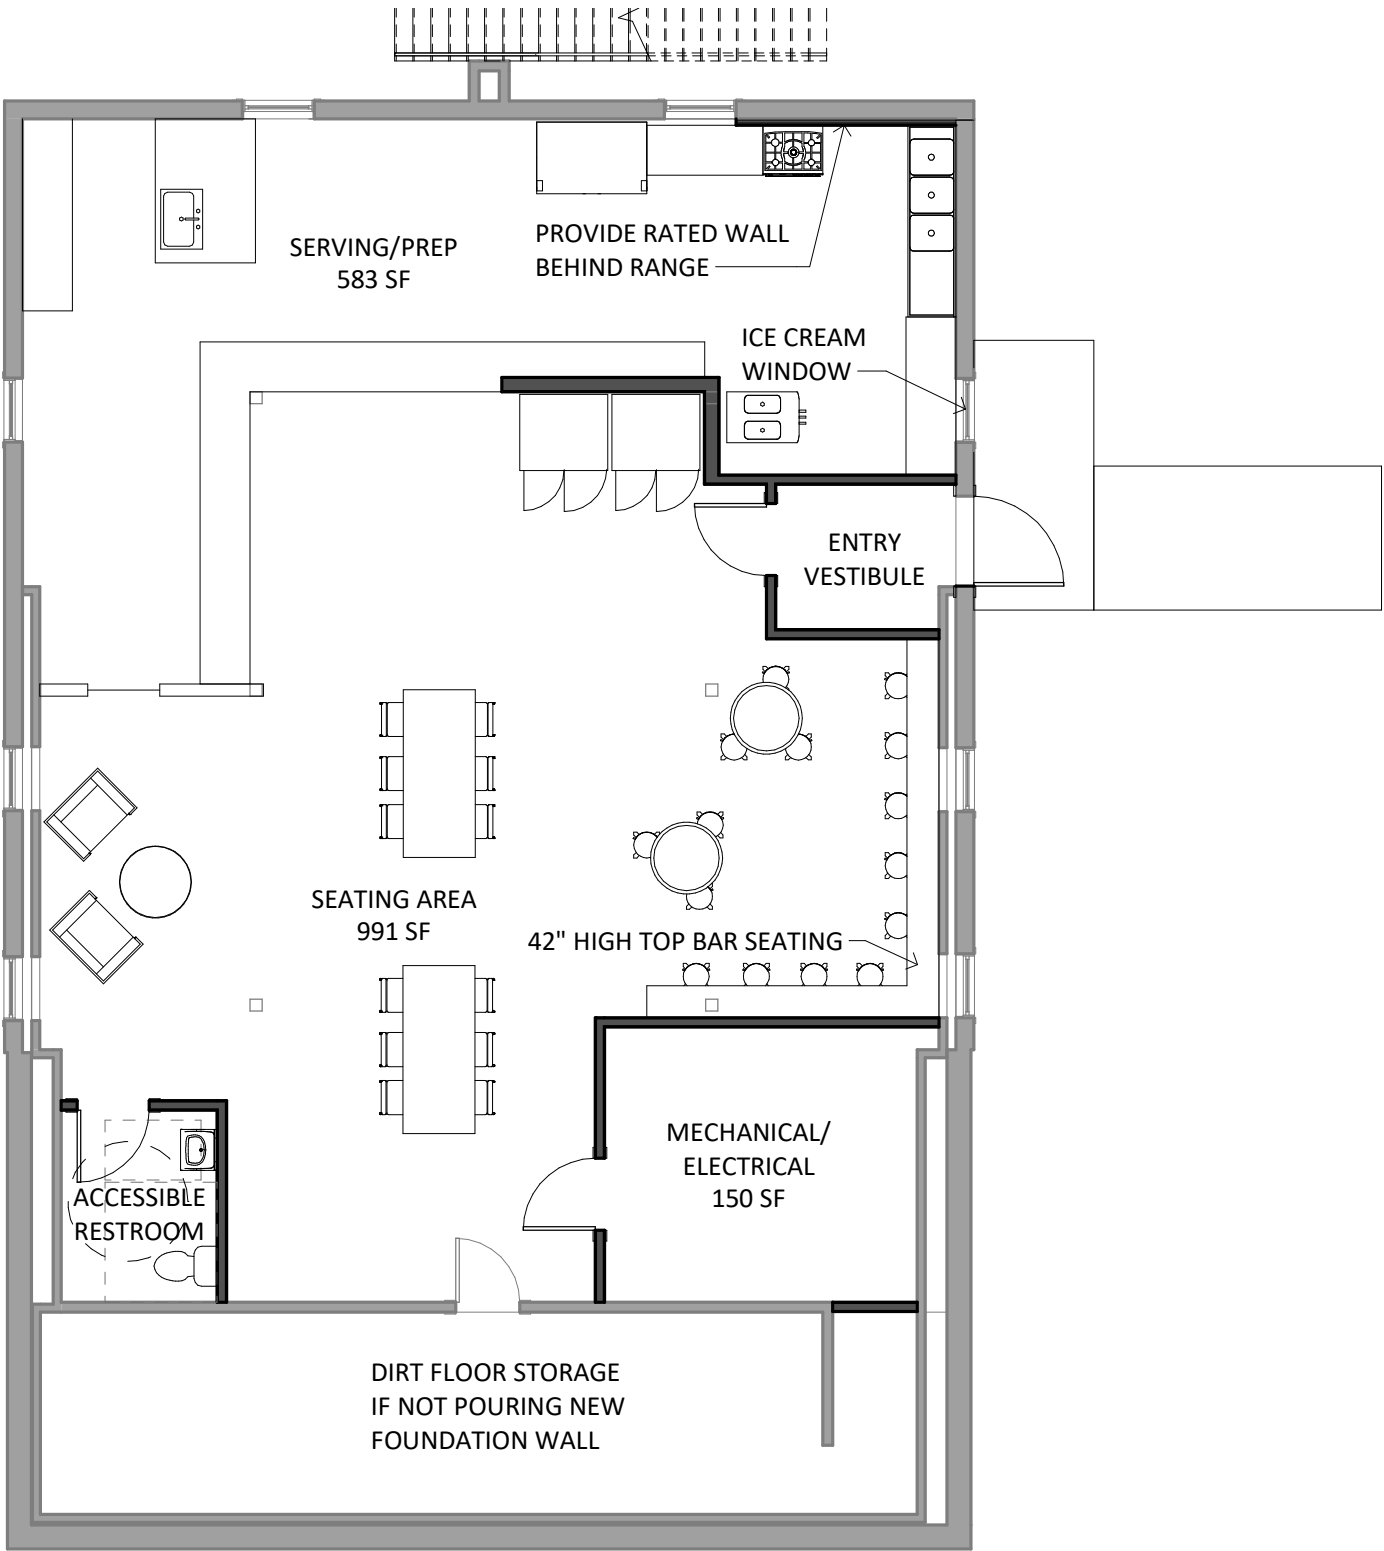 SERVING/PREP
583 SF
PROVIDE RATED WALL
BEHIND RANGE
ICE CREAM
WINDOW
ENTRY
VESTIBULE
SEATING AREA
991 SF
42" HIGH TOP BAR SEATING
MECHANICAL/
ELECTRICAL
150 SF
ACCESSIBLE
RESTROOM
DIRT FLOOR STORAGE
IF NOT POURING NEW
FOUNDATION WALL